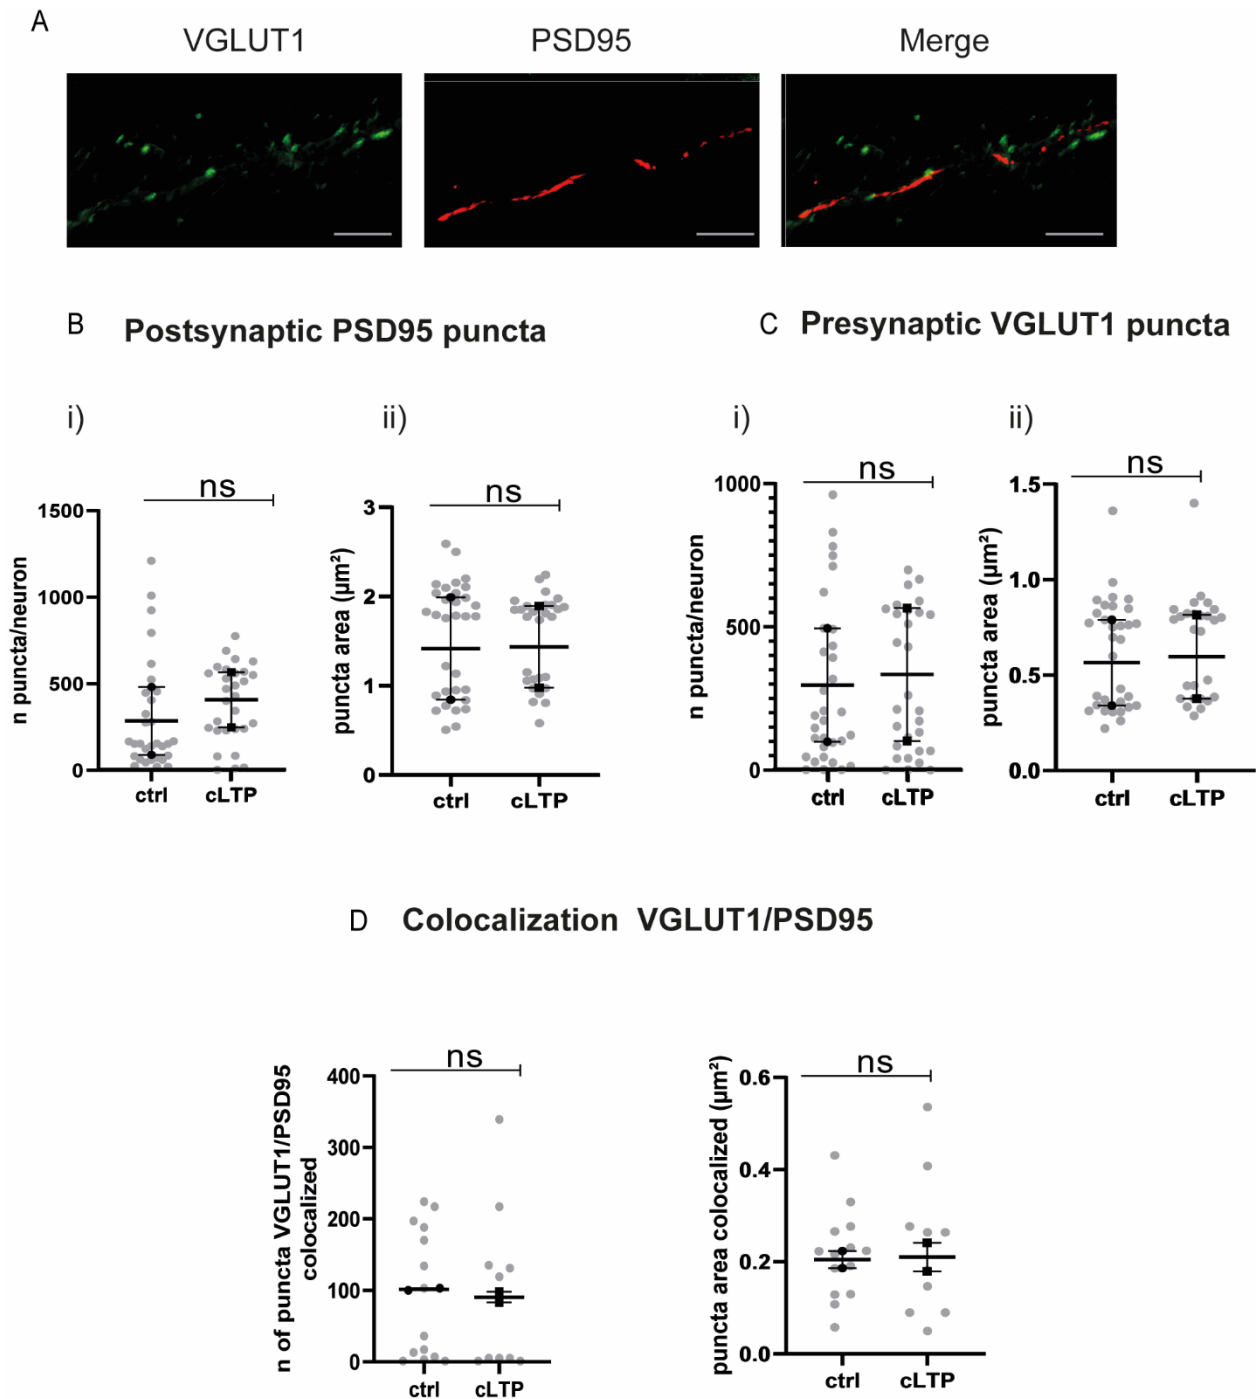 A
VGLUT1 PSD95 Merge
B Postsynaptic PSD95 puncta
C Presynaptic VGLUT1 puncta
i)
ns
n puncta/neuron
1500
1000
500
0
ctrl cLTP
ii)
ns
puncta area (µm²)
3
2
1
0
ctrl cLTP
i)
ns
n puncta/neuron
1000
500
0
ctrl cLTP
ii)
ns
puncta area (µm²)
1.5
1.0
0.5
0.0
ctrl cLTP
D Colocalization VGLUT1/PSD95
ns
n of puncta VGLUT1/PSD95
colocalized
400
300
200
100
0
ctrl cLTP
ns
puncta area colocalized (µm²)
0.6
0.4
0.2
0.0
ctrl cLTP